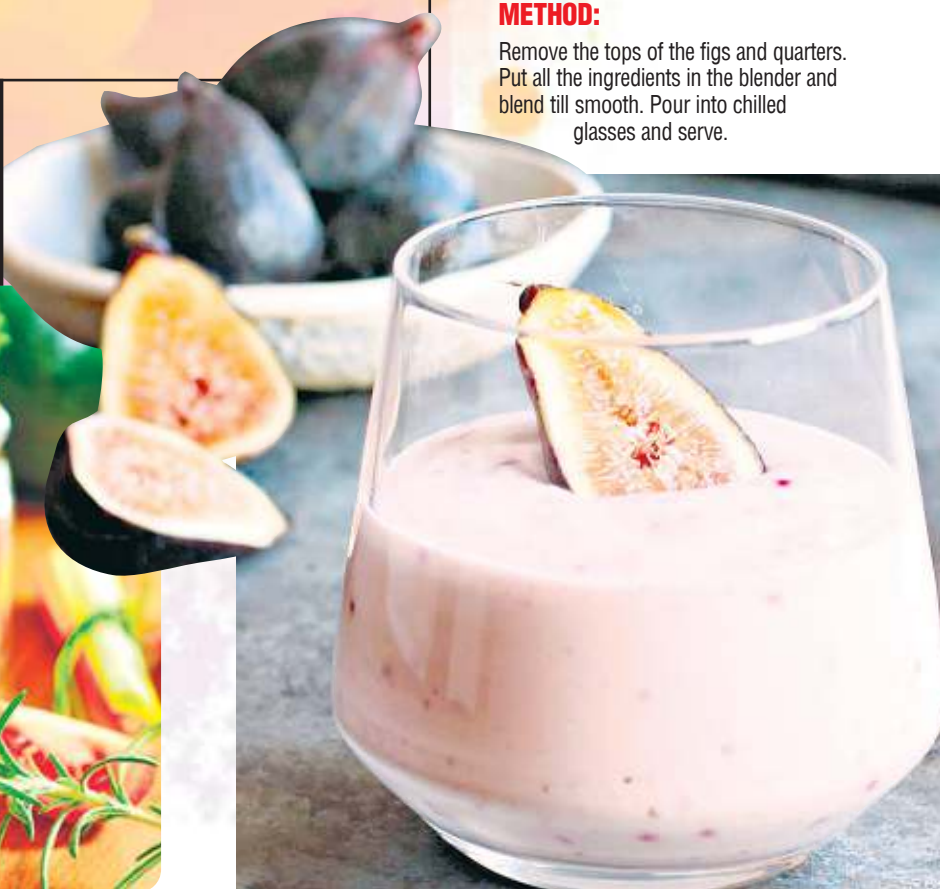 METHOD:
Remove the tops of the figs and quarters.
Put all the ingredients in the blender and
blend till smooth. Pour into chilled
glasses and serve.